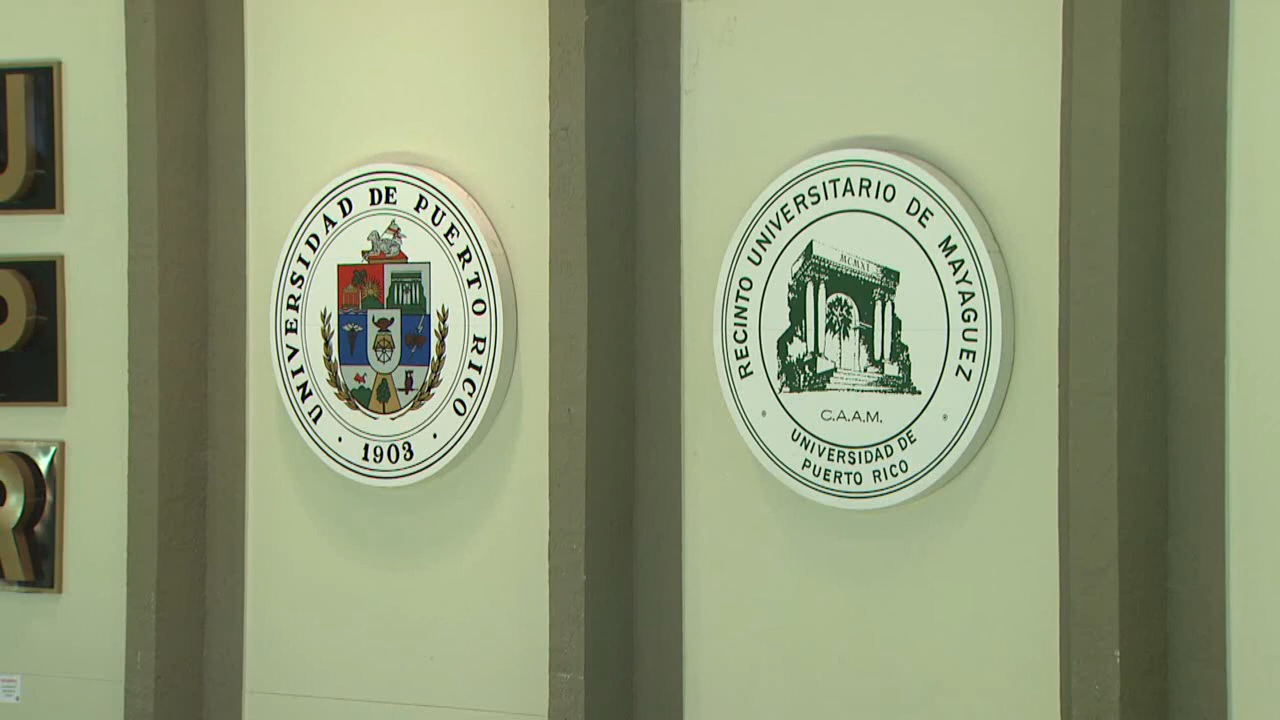 U
P
R
UNIVERSIDAD DE PUERTO RICO
· 1903 ·
RECINTO UNIVERSITARIO DE MAYAGUEZ
MCMXI
C.A.A.M.
UNIVERSIDAD DE
PUERTO RICO